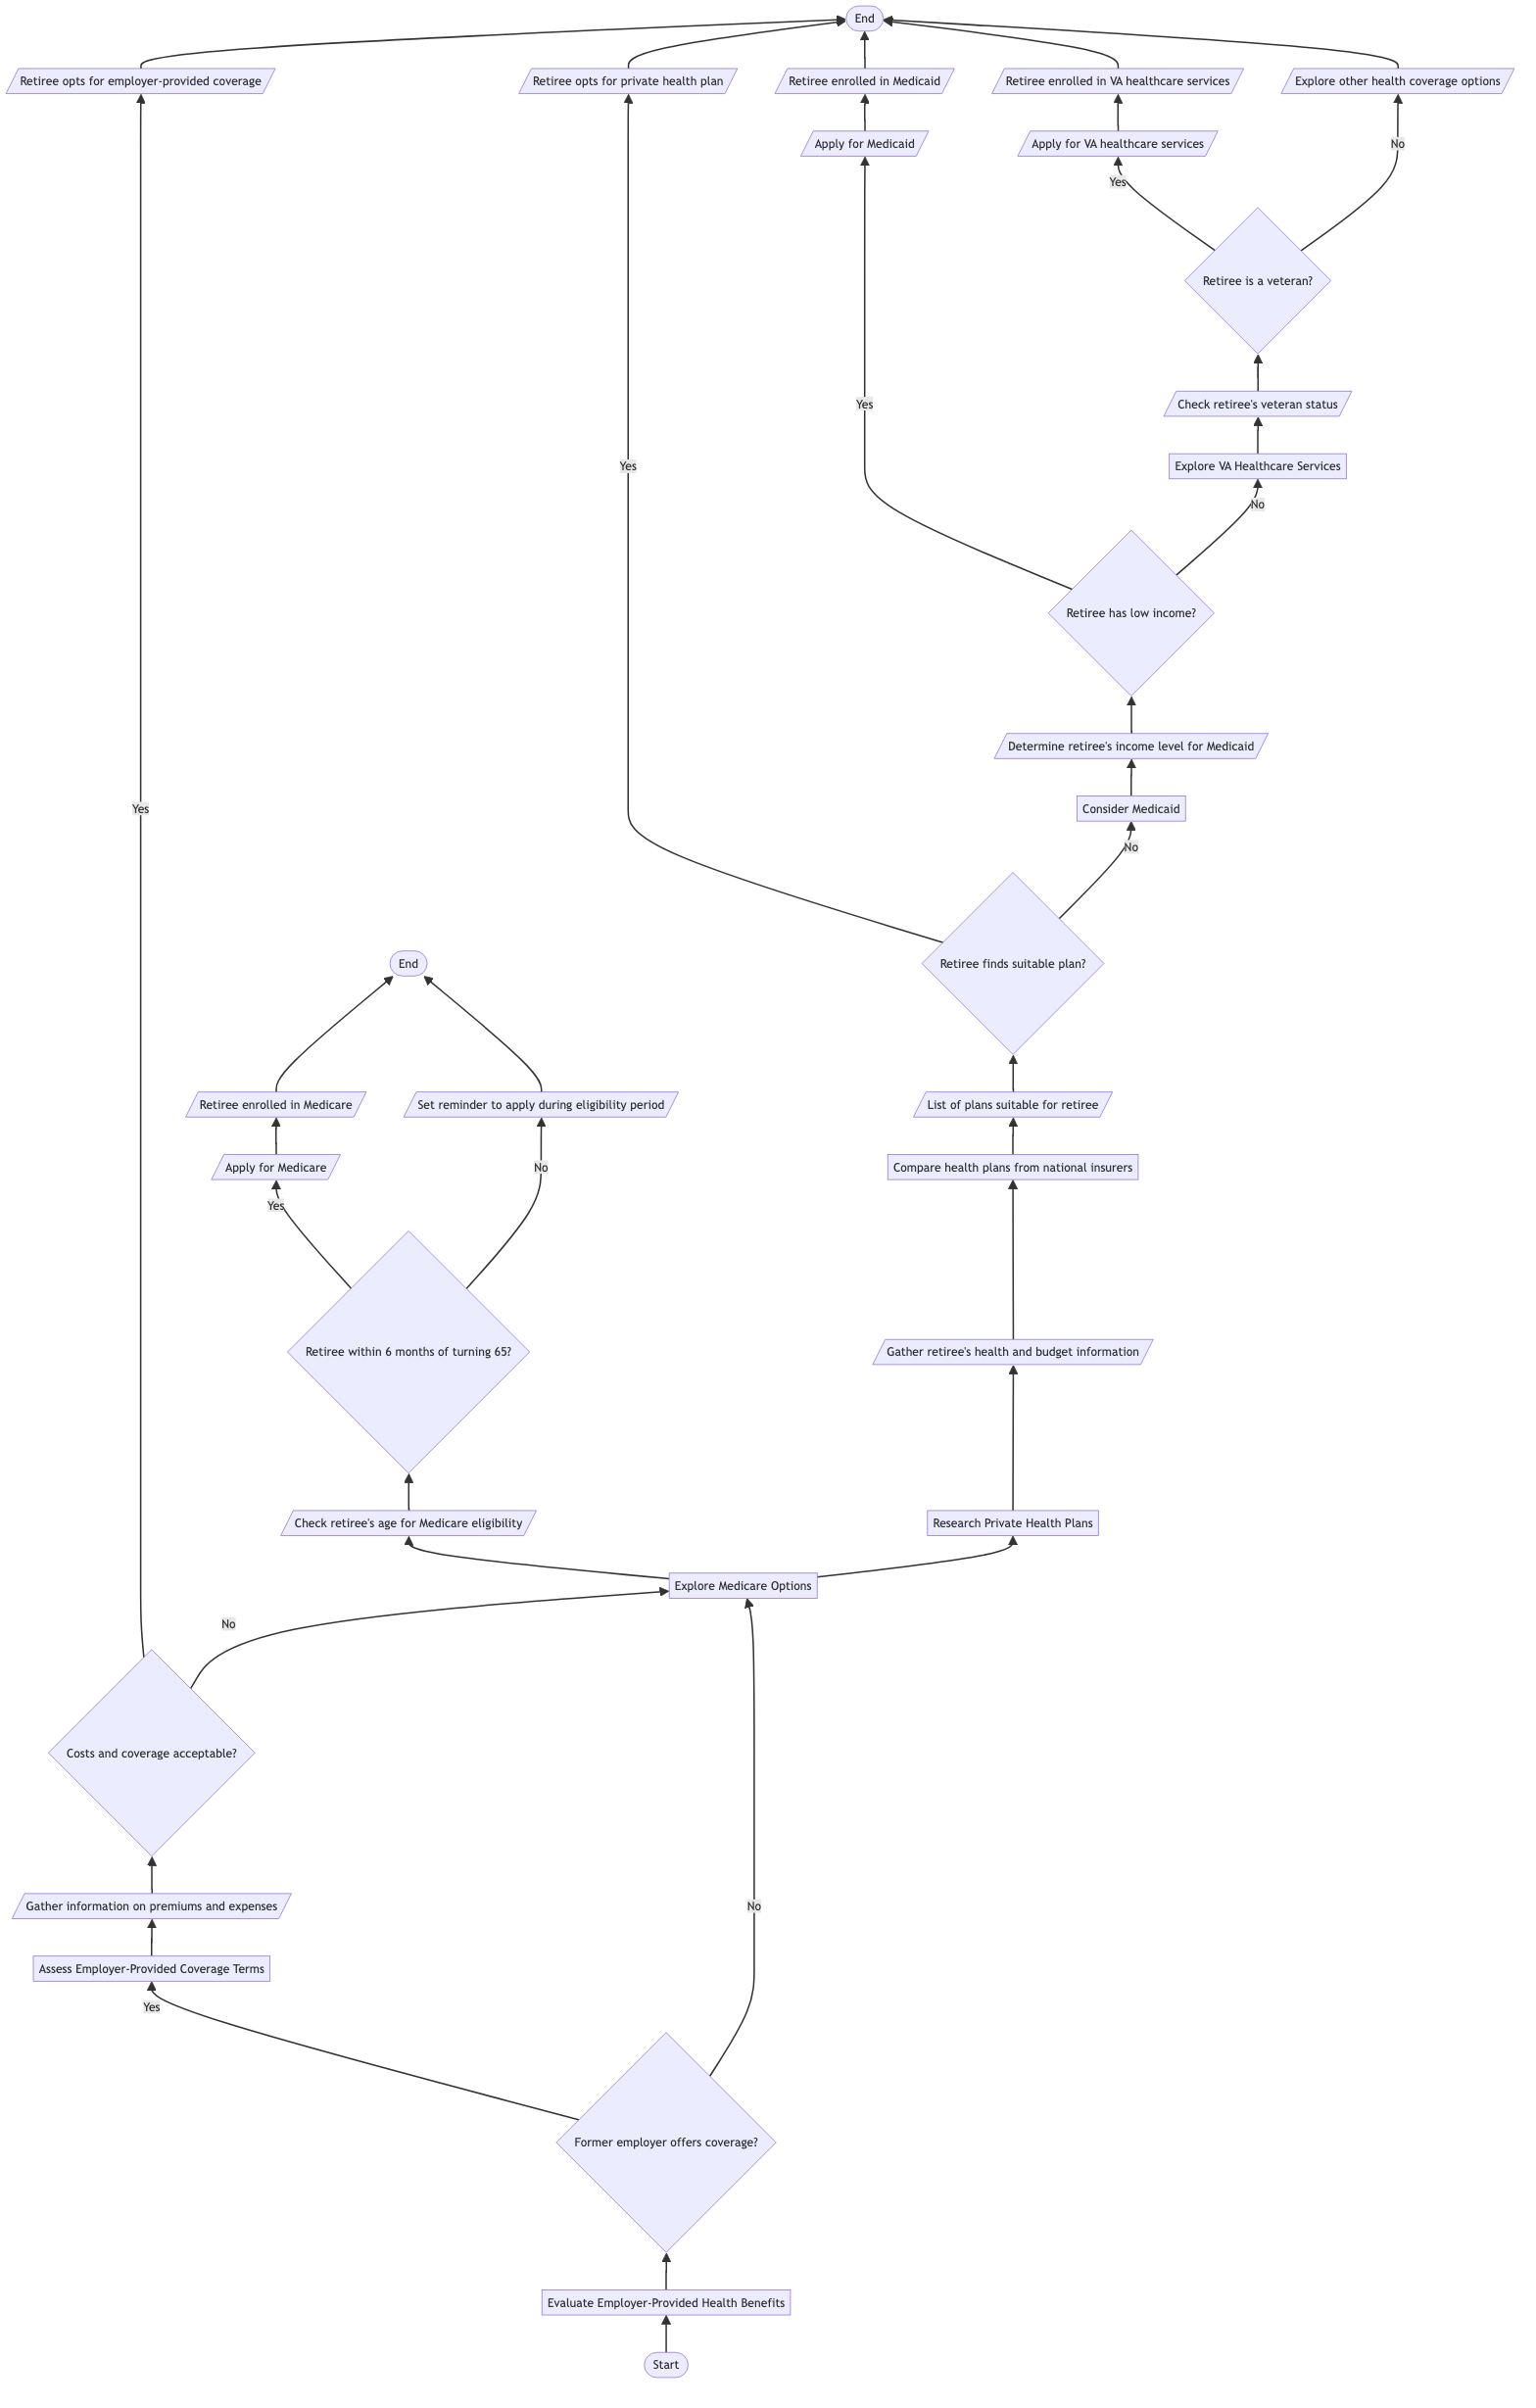 End
Retiree opts for employer-provided coverage
Retiree opts for private health plan
Retiree enrolled in Medicaid
Retiree enrolled in VA healthcare services
Explore other health coverage options
Apply for Medicaid
Apply for VA healthcare services
No
Yes
Retiree is a veteran?
Check retiree's veteran status
Yes
Yes
Explore VA Healthcare Services
No
Retiree has low income?
Determine retiree's income level for Medicaid
Yes
Consider Medicaid
No
End
Retiree finds suitable plan?
Retiree enrolled in Medicare
Set reminder to apply during eligibility period
List of plans suitable for retiree
Apply for Medicare
No
Compare health plans from national insurers
Yes
Retiree within 6 months of turning 65?
Gather retiree's health and budget information
Check retiree's age for Medicare eligibility
Research Private Health Plans
Explore Medicare Options
No
Costs and coverage acceptable?
Gather information on premiums and expenses
No
Assess Employer-Provided Coverage Terms
Yes
Former employer offers coverage?
Evaluate Employer-Provided Health Benefits
Start